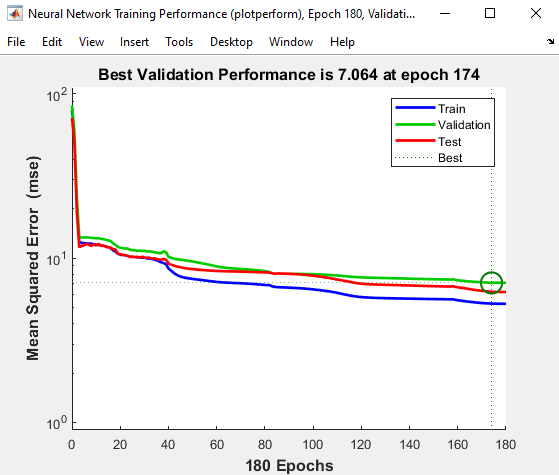 Neural Network Training Performance (plotperform), Epoch 180, Validati...
File Edit View Insert Tools Desktop Window Help
Best Validation Performance is 7.064 at epoch 174
Mean Squared Error (mse)
10²
10¹
10⁰
Train
Validation
Test
Best
0 20 40 60 80 100 120 140 160 180
180 Epochs